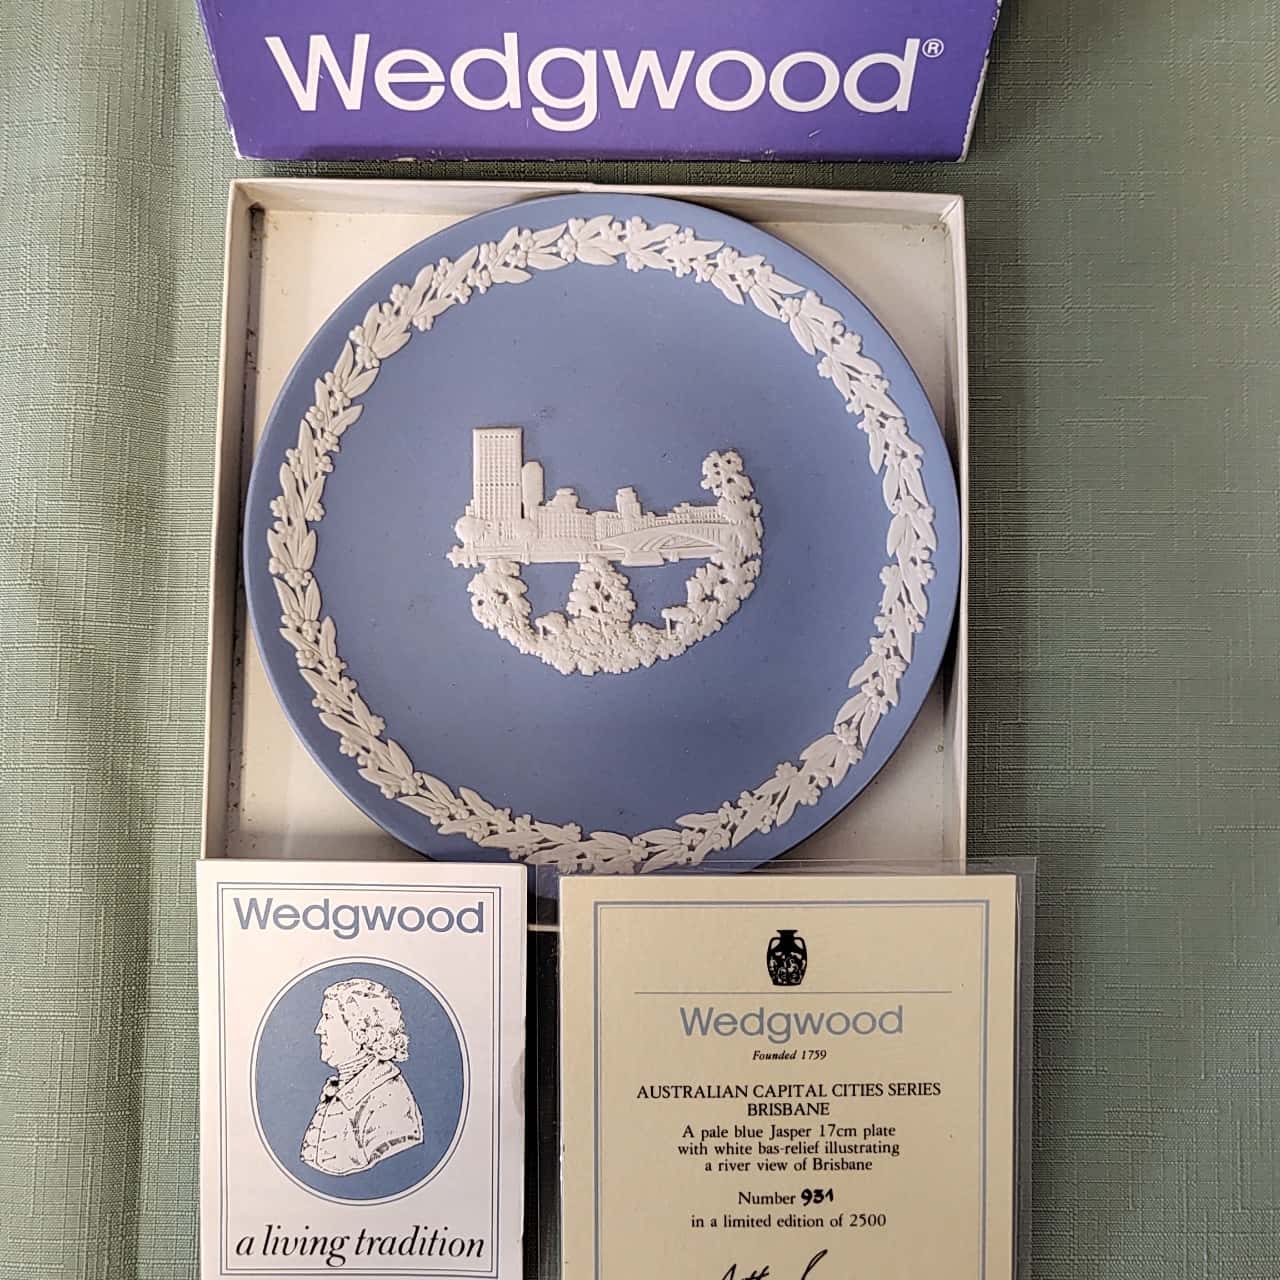 Wedgwood®
Wedgwood
a living tradition
Wedgwood
Founded 1759
AUSTRALIAN CAPITAL CITIES SERIES
BRISBANE
A pale blue Jasper 17cm plate
with white bas-relief illustrating
a river view of Brisbane
Number 931
in a limited edition of 2500